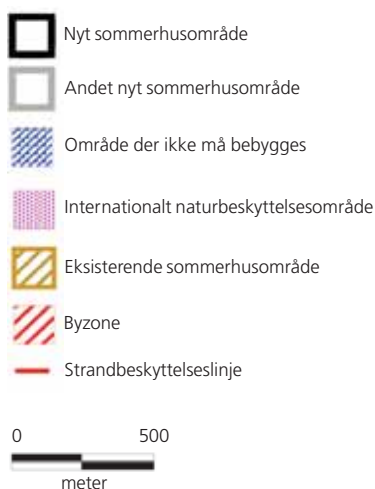 Nyt sommerhusområde
Andet nyt sommerhusområde
Område der ikke må bebygges
Internationalt naturbeskyttelsesområde
Eksisterende sommerhusområde
Byzone
Strandbeskyttelseslinje
0 500
meter